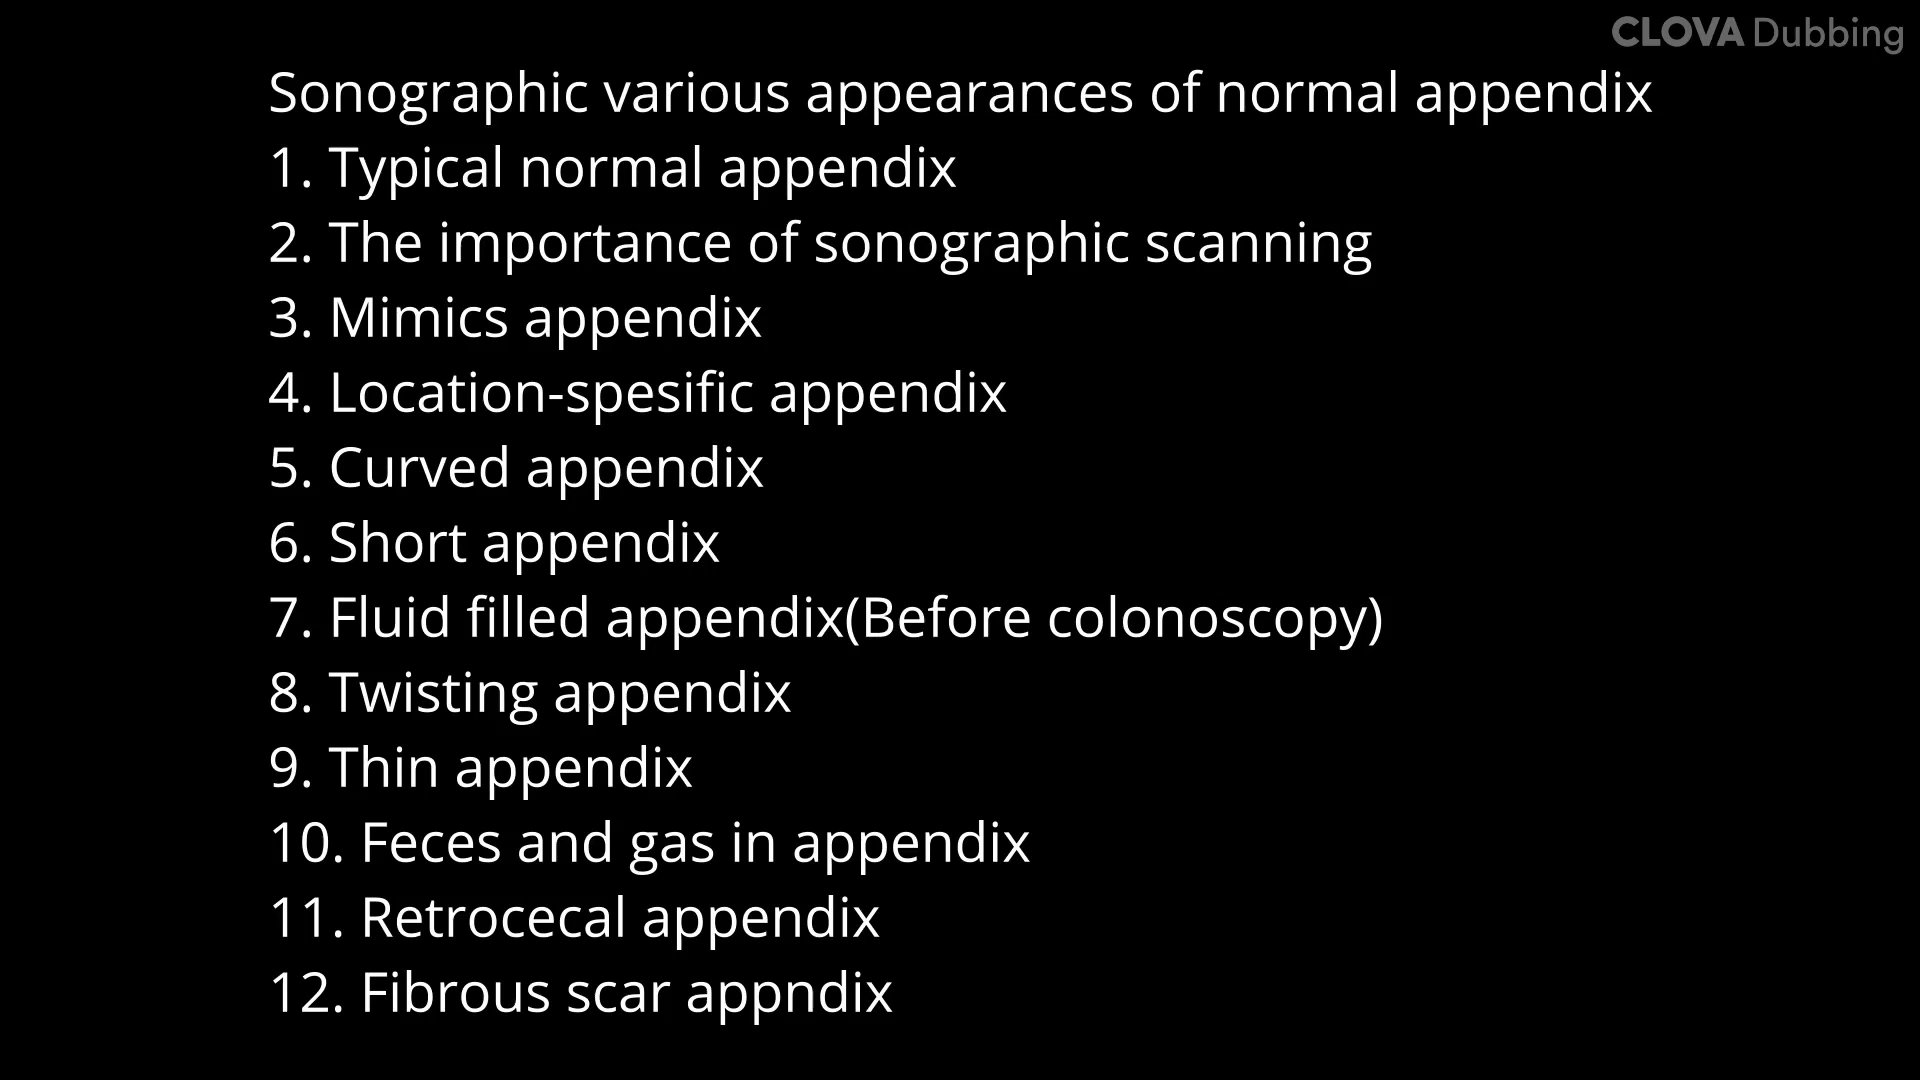 CLOVA Dubbing
Sonographic various appearances of normal appendix
1. Typical normal appendix
2. The importance of sonographic scanning
3. Mimics appendix
4. Location-spesific appendix
5. Curved appendix
6. Short appendix
7. Fluid filled appendix(Before colonoscopy)
8. Twisting appendix
9. Thin appendix
10. Feces and gas in appendix
11. Retrocecal appendix
12. Fibrous scar appndix